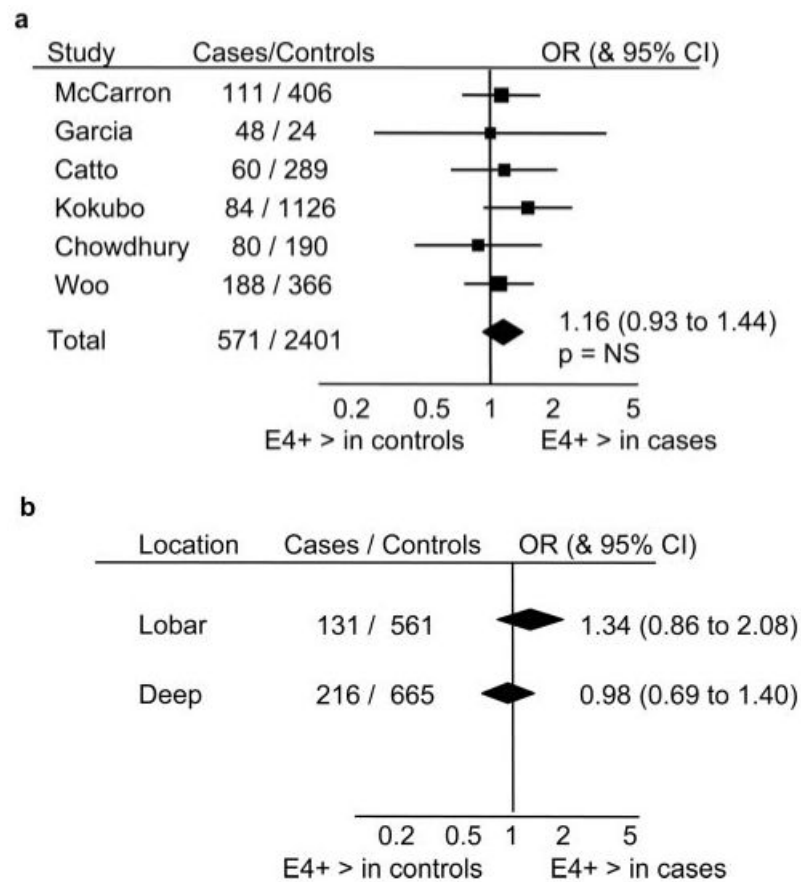 a
Study Cases/Controls OR (& 95% CI)
McCarron 111 / 406
Garcia 48 / 24
Catto 60 / 289
Kokubo 84 / 1126
Chowdhury 80 / 190
Woo 188 / 366
Total 571 / 2401 1.16 (0.93 to 1.44)
p = NS
0.2 0.5 1 2 5
E4+ > in controls E4+ > in cases
b
Location Cases / Controls OR (& 95% CI)
Lobar 131 / 561 1.34 (0.86 to 2.08)
Deep 216 / 665 0.98 (0.69 to 1.40)
0.2 0.5 1 2 5
E4+ > in controls E4+ > in cases